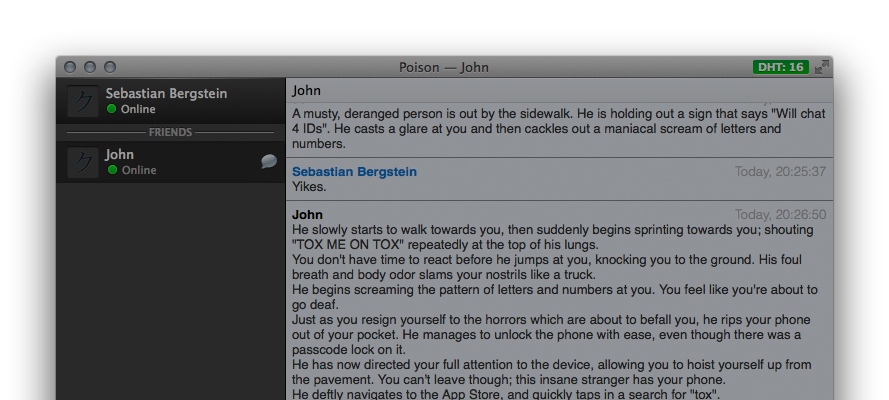 Poison — John
DHT: 16
Sebastian Bergstein
Online
FRIENDS
John
Online
John
A musty, deranged person is out by the sidewalk. He is holding out a sign that says "Will chat
4 IDs". He casts a glare at you and then cackles out a maniacal scream of letters and
numbers.
Sebastian Bergstein
Today, 20:25:37
Yikes.
John
Today, 20:26:50
He slowly starts to walk towards you, then suddenly begins sprinting towards you; shouting
"TOX ME ON TOX" repeatedly at the top of his lungs.
You don't have time to react before he jumps at you, knocking you to the ground. His foul
breath and body odor slams your nostrils like a truck.
He begins screaming the pattern of letters and numbers at you. You feel like you're about to
go deaf.
Just as you resign yourself to the horrors which are about to befall you, he rips your phone
out of your pocket. He manages to unlock the phone with ease, even though there was a
passcode lock on it.
He has now directed your full attention to the device, allowing you to hoist yourself up from
the pavement. You can't leave though; this insane stranger has your phone.
He deftly navigates to the App Store, and quickly taps in a search for "tox".